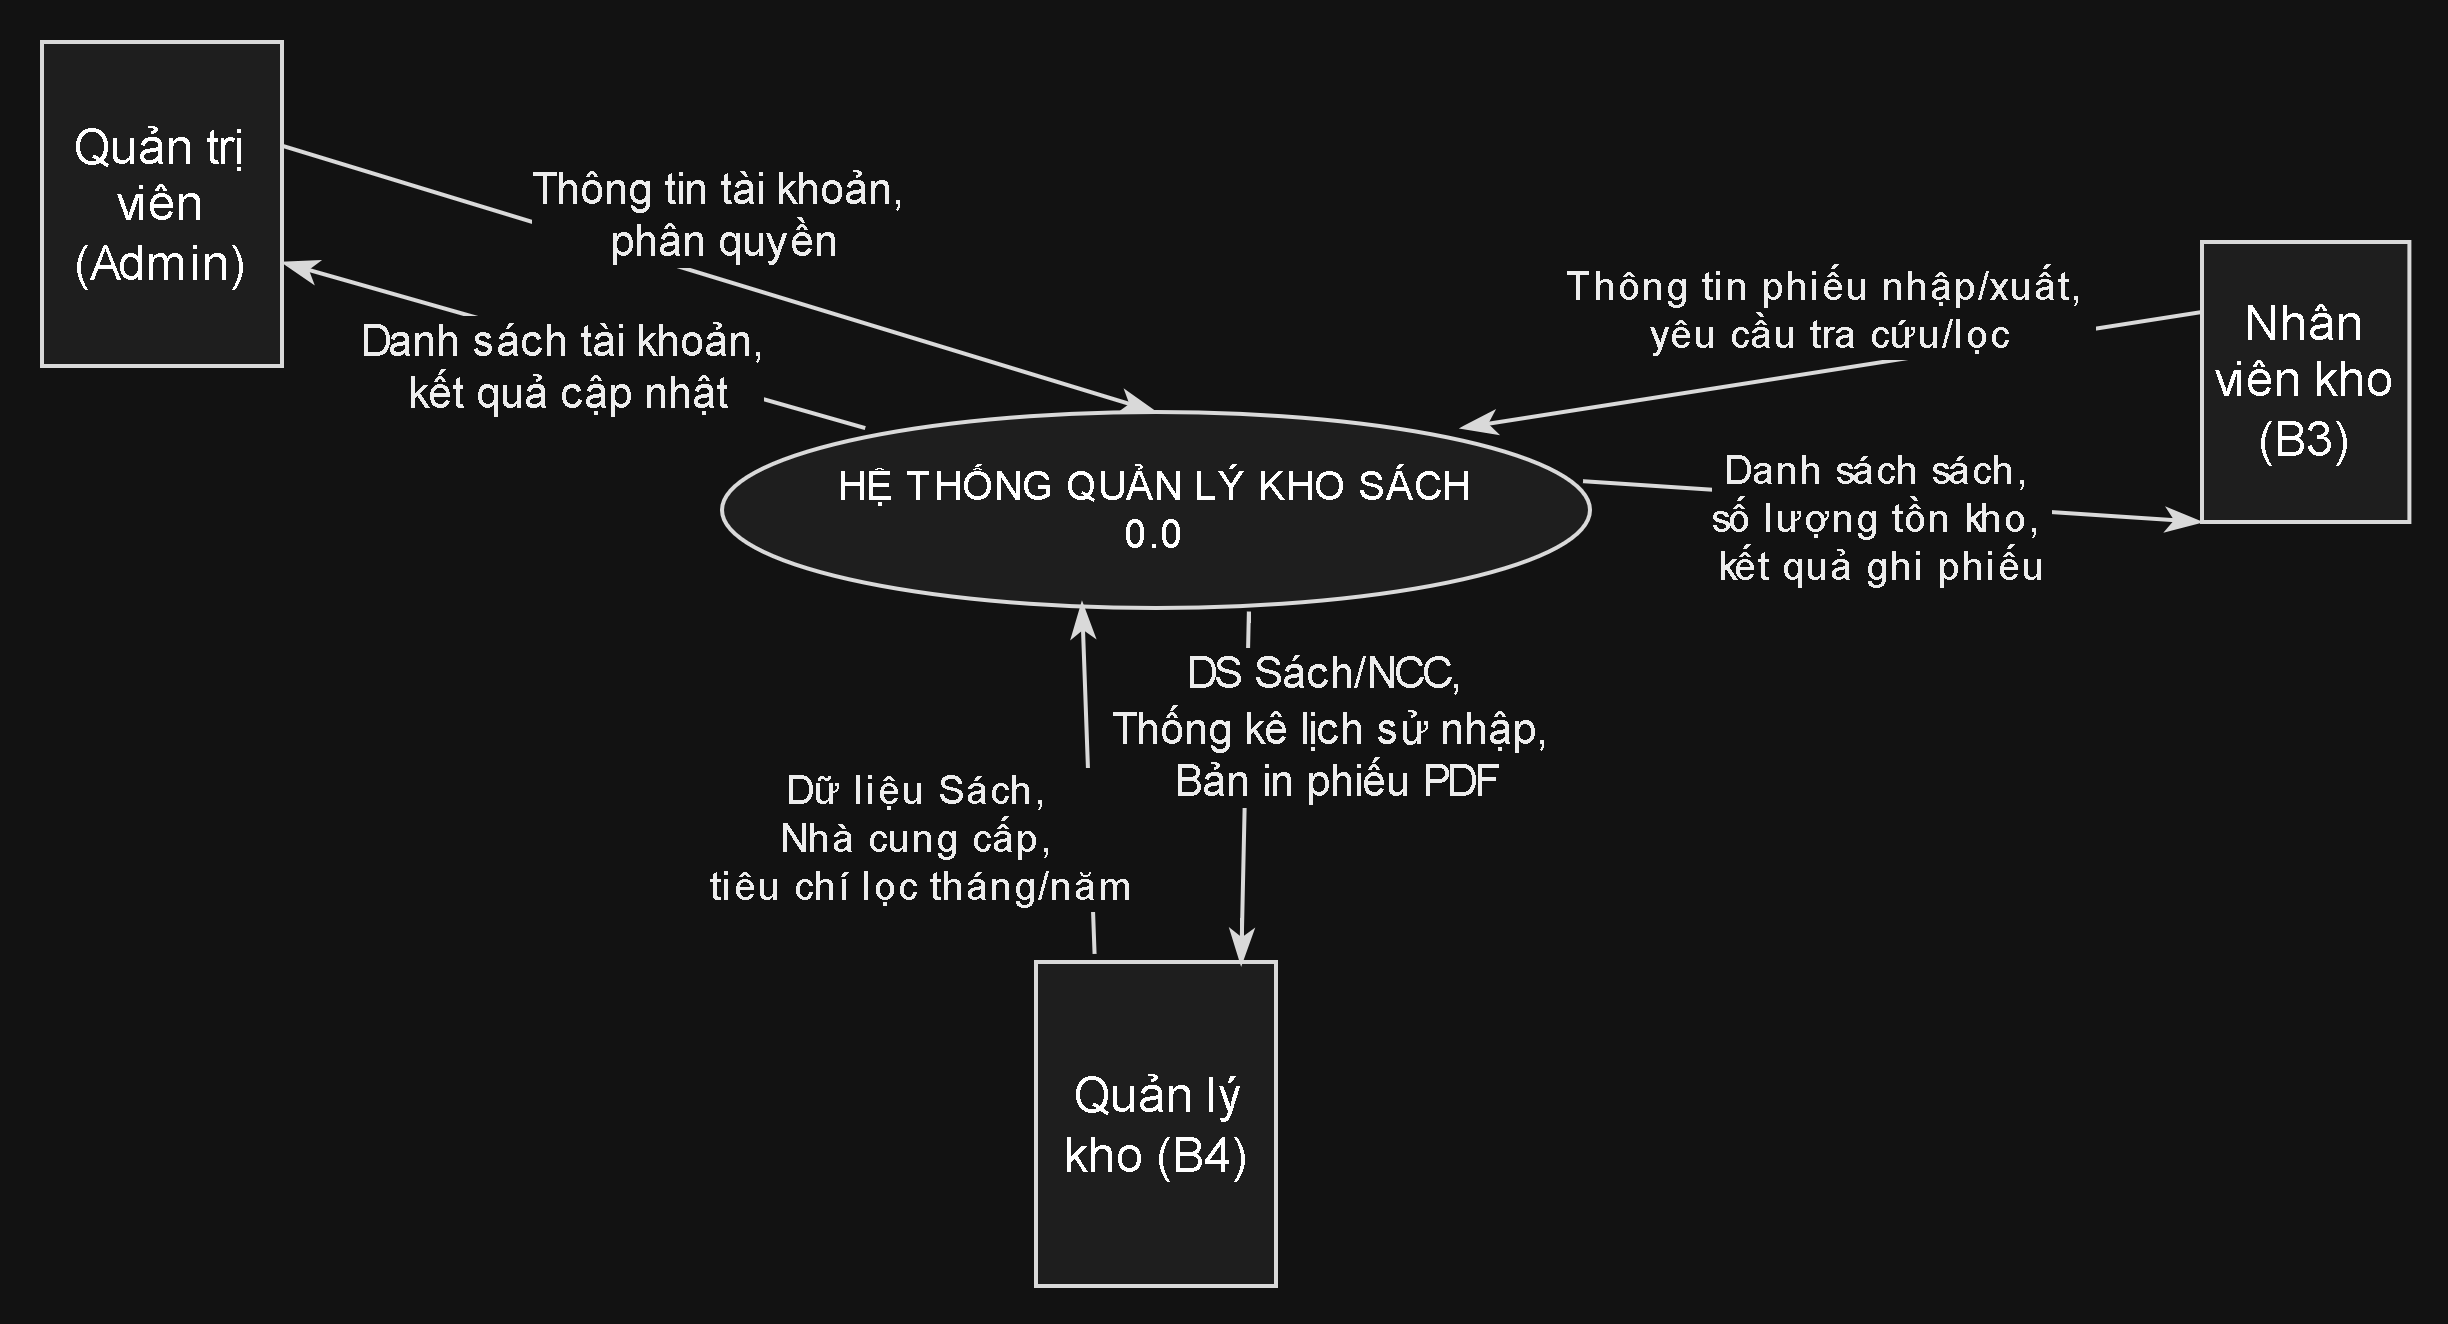 Quản trị
viên
(Admin)
Thông tin tài khoản,
phân quyền
Danh sách tài khoản,
kết quả cập nhật
Thông tin phiếu nhập/xuất,
yêu cầu tra cứu/lọc
Nhân
viên kho
(B3)
HỆ THỐNG QUẢN LÝ KHO SÁCH
0.0
Danh sách sách,
số lượng tồn kho,
kết quả ghi phiếu
DS Sách/NCC,
Thống kê lịch sử nhập,
Bản in phiếu PDF
Dữ liệu Sách,
Nhà cung cấp,
tiêu chí lọc tháng/năm
Quản lý
kho (B4)